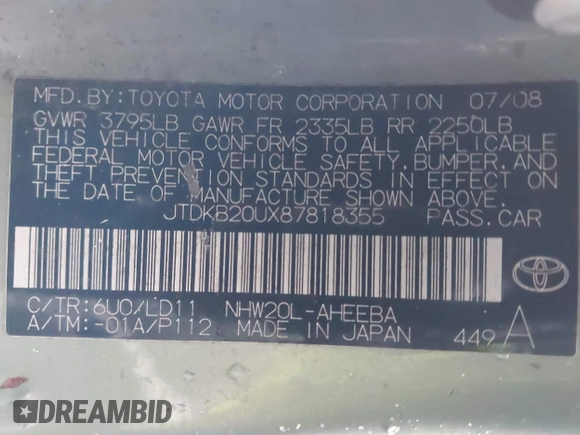 MFD.BY:TOYOTA MOTOR CORPORATION 07/08
GVWR 3795LB GAWR FR 2335LB RR 2250LB
THIS VEHICLE CONFORMS TO ALL APPLICABLE
FEDERAL MOTOR VEHICLE SAFETY, BUMPER, AND
THEFT PREVENTION STANDARDS IN EFFECT ON
THE DATE OF MANUFACTURE SHOWN ABOVE.
JTDKB20UX87818355 PASS.CAR
C/TR:6U0/LD11 NHW20L-AHEEBA
A/TM:-01A/P112 MADE IN JAPAN 449 A
DREAMBID